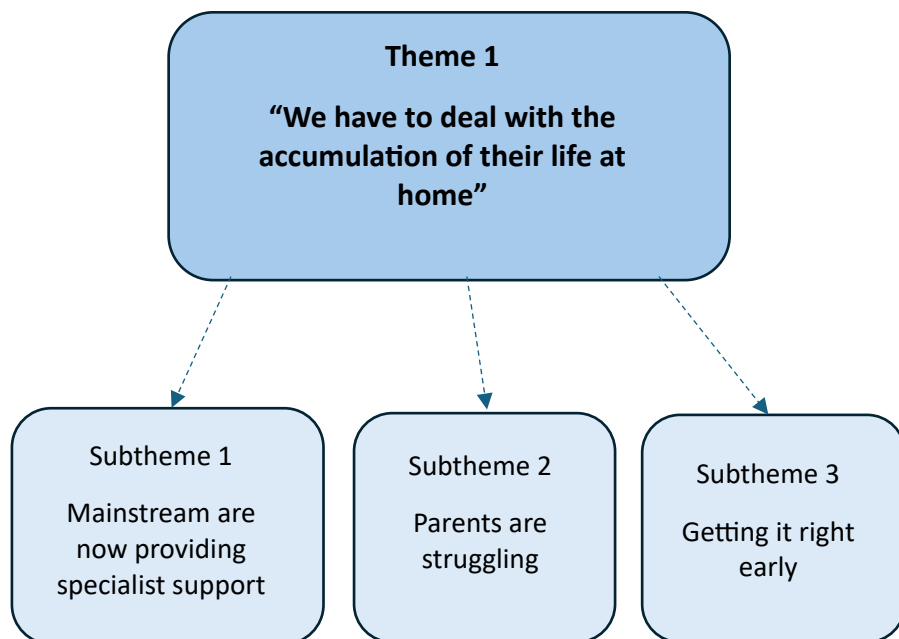 Theme 1
“We have to deal with the
accumulation of their life at
home”
Subtheme 1
Mainstream are
now providing
specialist support
Subtheme 2
Parents are
struggling
Subtheme 3
Getting it right
early